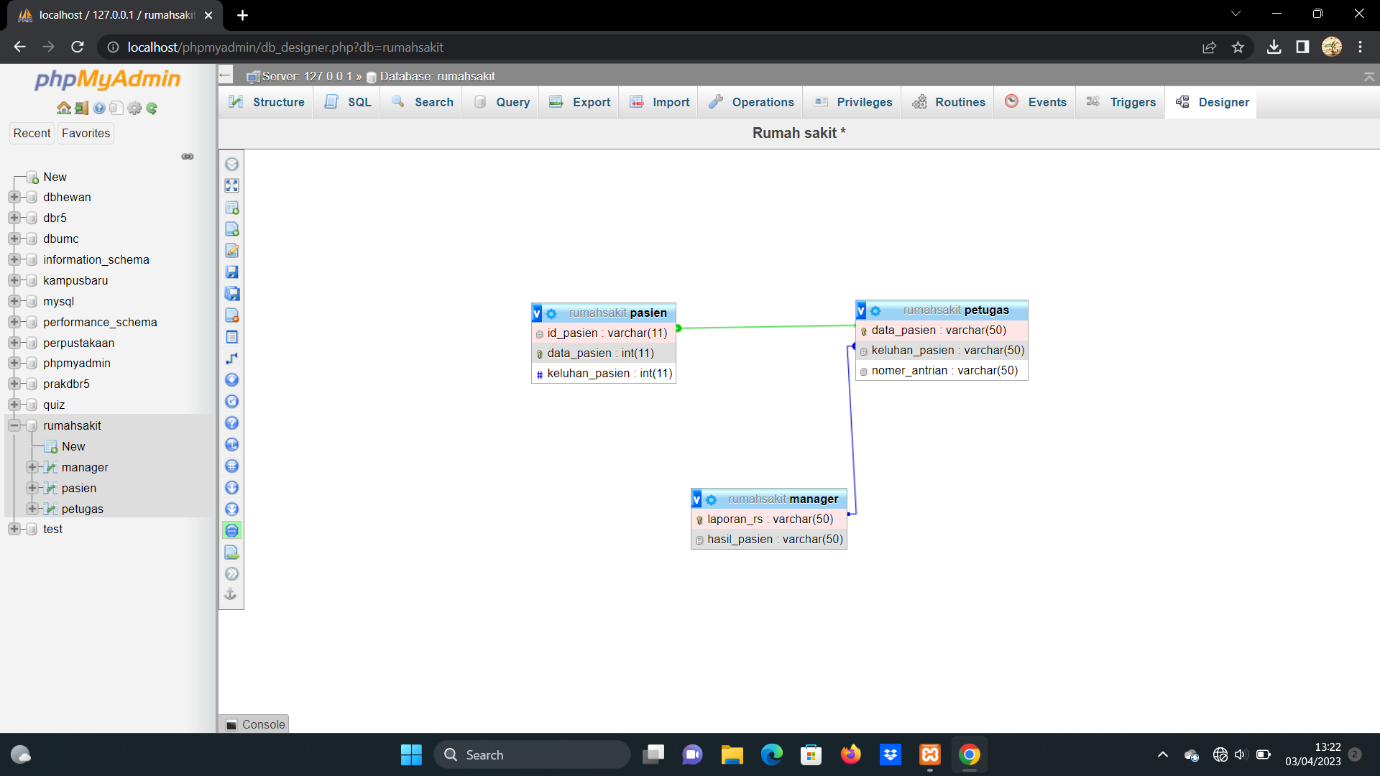 localhost / 127.0.0.1 / rumahsakit
localhost/phpmyadmin/db_designer.php?db=rumahsakit
phpMyAdmin
Recent
Favorites
New
dbhewan
dbr5
dbumc
information_schema
kampusbaru
mysql
performance_schema
perpustakaan
phpmyadmin
prakdbr5
quiz
rumahsakit
New
manager
pasien
petugas
test
Server: 127.0.0.1 » Database: rumahsakit
Structure SQL Search Query Export Import Operations Privileges Routines Events Triggers Designer
Rumah sakit *
v rumahsakit pasien
id_pasien : varchar(11)
data_pasien : int(11)
# keluhan_pasien : int(11)
v rumahsakit petugas
data_pasien : varchar(50)
keluhan_pasien : varchar(50)
nomer_antrian : varchar(50)
v rumahsakit manager
laporan_rs : varchar(50)
hasil_pasien : varchar(50)
Console
Search
13:22
03/04/2023
2